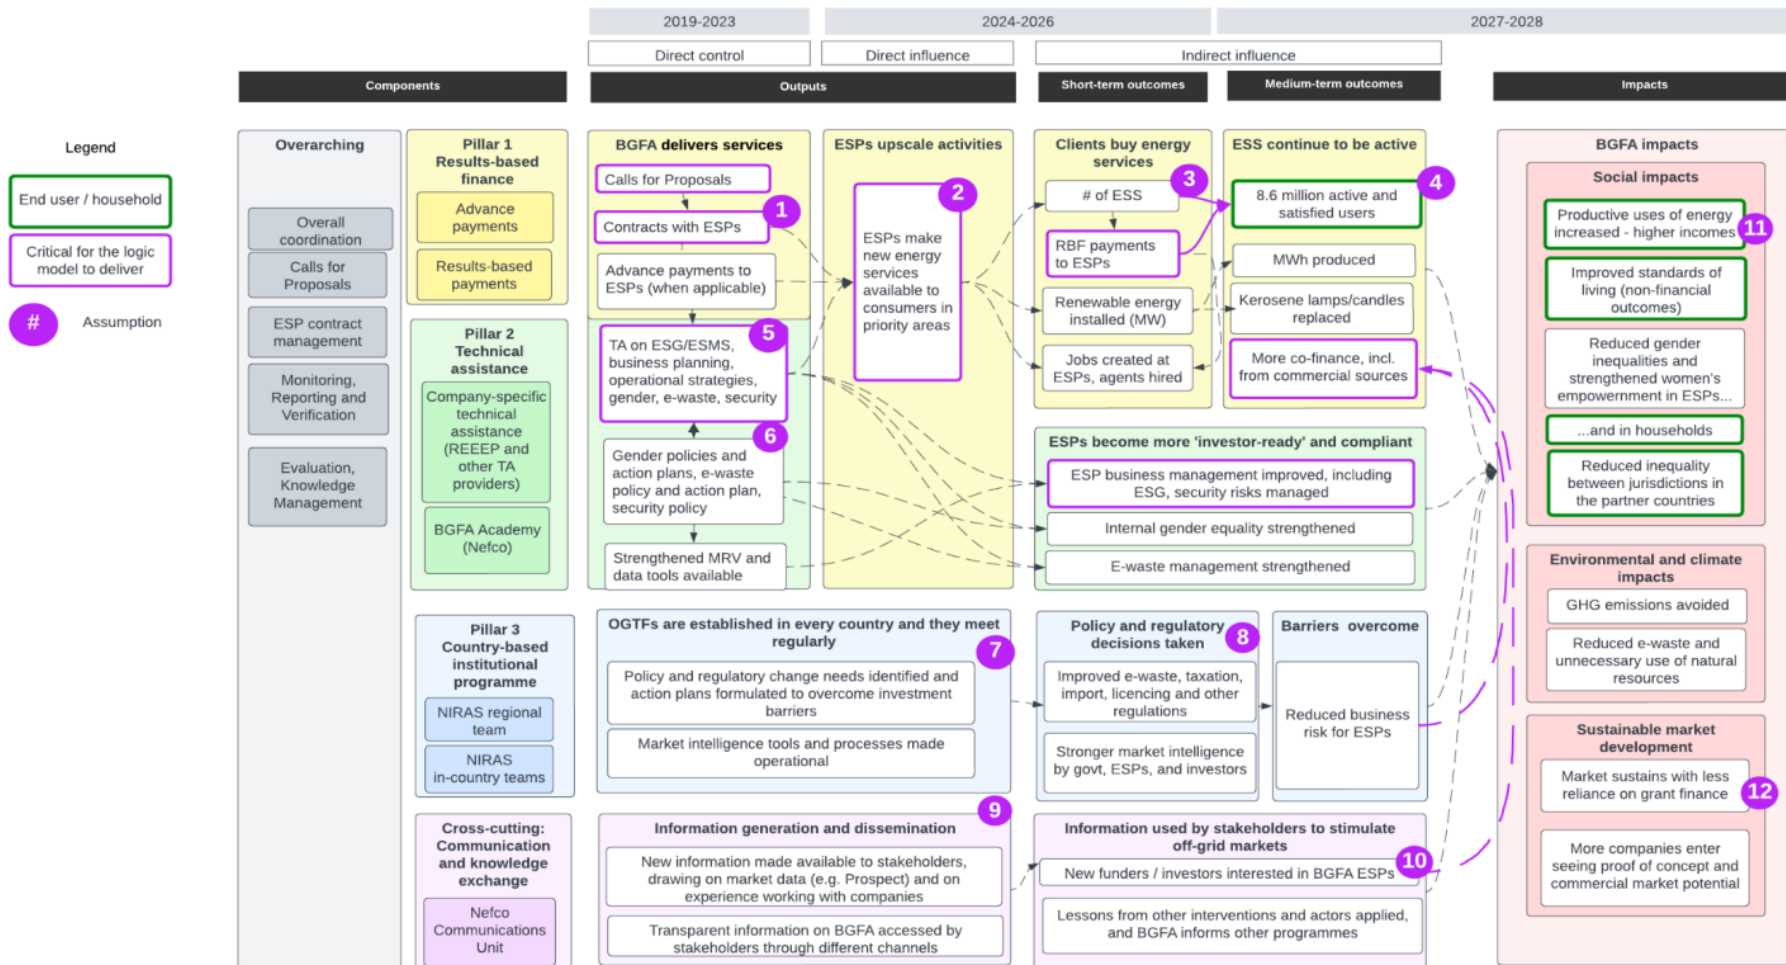 2019-2023
2024-2026
2027-2028
Direct control
Direct influence
Indirect influence
Components
Outputs
Short-term outcomes
Medium-term outcomes
Impacts
Legend
End user / household
Critical for the logic
model to deliver
#
Assumption
Overarching
Overall
coordination
Calls for
Proposals
ESP contract
management
Monitoring,
Reporting and
Verification
Evaluation,
Knowledge
Management
Pillar 1
Results-based
finance
Advance
payments
Results-based
payments
Pillar 2
Technical
assistance
Company-specific
technical
assistance
(REEEP and
other TA
providers)
BGFA Academy
(Nefco)
Pillar 3
Country-based
institutional
programme
NIRAS regional
team
NIRAS
in-country teams
Cross-cutting:
Communication
and knowledge
exchange
Nefco
Communications
Unit
BGFA delivers services
Calls for Proposals
1
Contracts with ESPs
Advance payments to
ESPs (when applicable)
5
TA on ESG/ESMS,
business planning,
operational strategies,
gender, e-waste, security
6
Gender policies and
action plans, e-waste
policy and action plan,
security policy
Strengthened MRV and
data tools available
ESPs upscale activities
2
ESPs make
new energy
services
available to
consumers in
priority areas
Clients buy energy
services
3
# of ESS
RBF payments
to ESPs
Renewable energy
installed (MW)
Jobs created at
ESPs, agents hired
ESS continue to be active
4
8.6 million active and
satisfied users
MWh produced
Kerosene lamps/candles
replaced
More co-finance, incl.
from commercial sources
ESPs become more 'investor-ready' and compliant
ESP business management improved, including
ESG, security risks managed
Internal gender equality strengthened
E-waste management strengthened
OGTFs are established in every country and they meet
regularly
7
Policy and regulatory change needs identified and
action plans formulated to overcome investment
barriers
Market intelligence tools and processes made
operational
Policy and regulatory
decisions taken
8
Improved e-waste, taxation,
import, licencing and other
regulations
Stronger market intelligence
by govt, ESPs, and investors
Barriers overcome
Reduced business
risk for ESPs
9
Information generation and dissemination
New information made available to stakeholders,
drawing on market data (e.g. Prospect) and on
experience working with companies
Transparent information on BGFA accessed by
stakeholders through different channels
Information used by stakeholders to stimulate
off-grid markets
10
New funders / investors interested in BGFA ESPs
Lessons from other interventions and actors applied,
and BGFA informs other programmes
BGFA impacts
Social impacts
Productive uses of energy
increased - higher incomes
11
Improved standards of
living (non-financial
outcomes)
Reduced gender
inequalities and
strengthened women's
empowernment in ESPs...
...and in households
Reduced inequality
between jurisdictions in
the partner countries
Environmental and climate
impacts
GHG emissions avoided
Reduced e-waste and
unnecessary use of natural
resources
Sustainable market
development
Market sustains with less
reliance on grant finance
12
More companies enter
seeing proof of concept and
commercial market potential